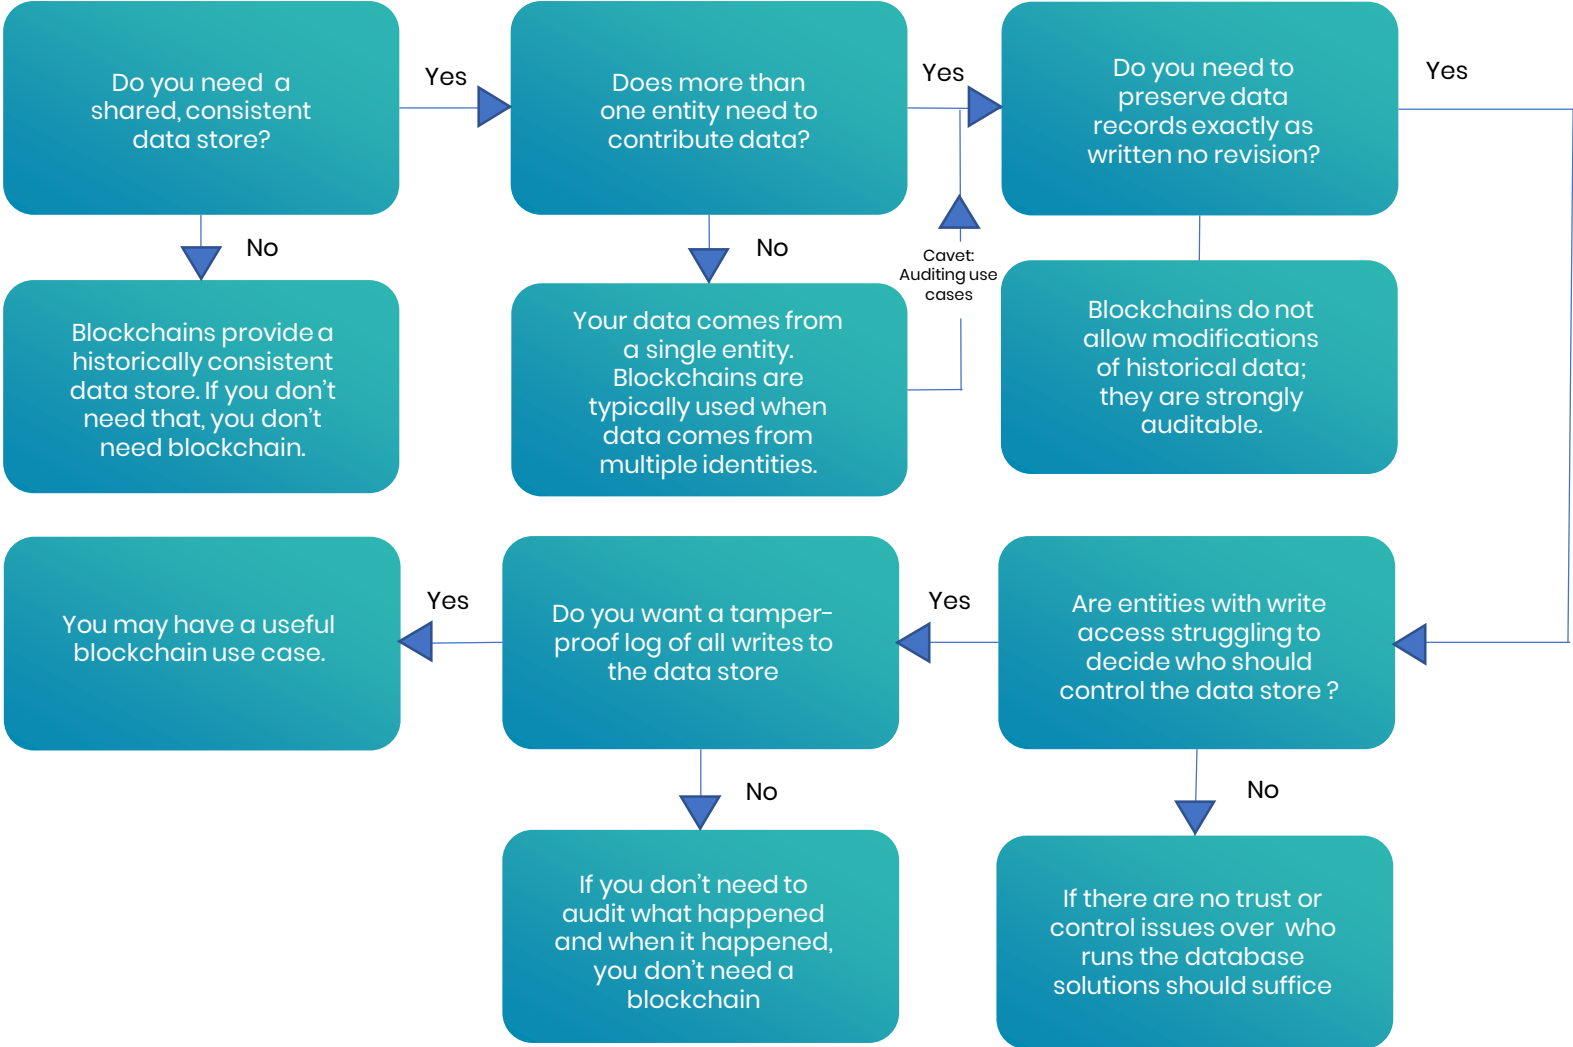 Do you need a
shared, consistent
data store?
Yes
Does more than
one entity need to
contribute data?
Yes
Do you need to
preserve data
records exactly as
written no revision?
Yes
No
No
Cavet:
Auditing use
cases
Blockchains provide a
historically consistent
data store. If you don't
need that, you don't
need blockchain.
Your data comes from
a single entity.
Blockchains are
typically used when
data comes from
multiple identities.
Blockchains do not
allow modifications
of historical data;
they are strongly
auditable.
You may have a useful
blockchain use case.
Yes
Do you want a tamper-
proof log of all writes to
the data store
Yes
Are entities with write
access struggling to
decide who should
control the data store ?
No
No
If you don't need to
audit what happened
and when it happened,
you don't need a
blockchain
If there are no trust or
control issues over who
runs the database
solutions should suffice